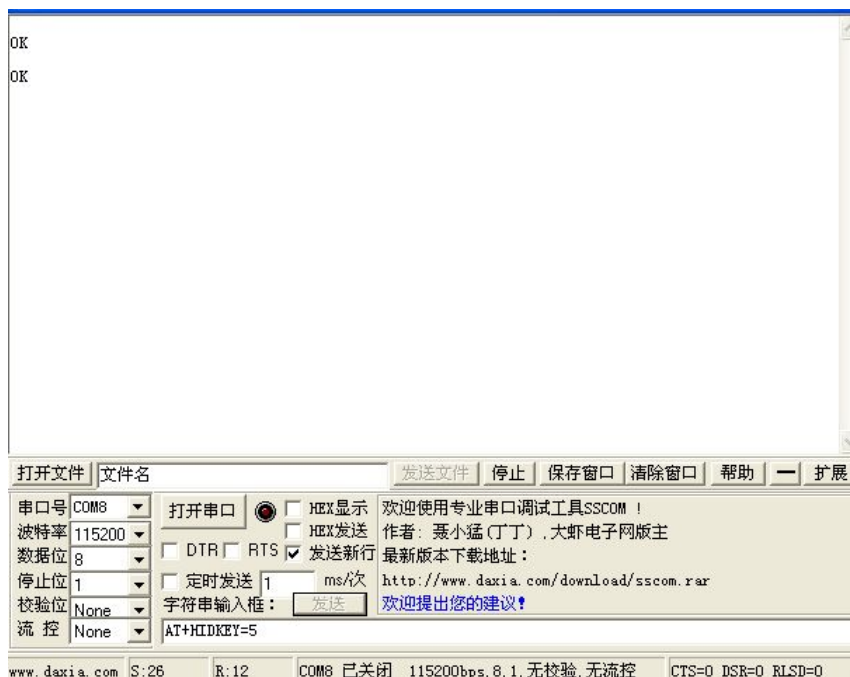 OK
OK
打开文件 文件名 发送文件 停止 保存窗口 清除窗口 帮助 — 扩展
串口号 COM8 打开串口 HEX显示 欢迎使用专业串口调试工具SSCOM !
波特率 115200 HEX发送 作者: 聂小猛(丁丁),大虾电子网版主
数据位 8 DTR RTS 发送新行 最新版本下载地址:
停止位 1 定时发送 1 ms/次 http://www.daxia.com/download/sscom.rar
校验位 None 字符串输入框: 发送 欢迎提出您的建议!
流 控 None AT+HIDKEY=5
www.daxia.com S:26 R:12 COM8 已关闭 115200bps,8,1,无校验,无流控 CTS=0 DSR=0 RLSD=0